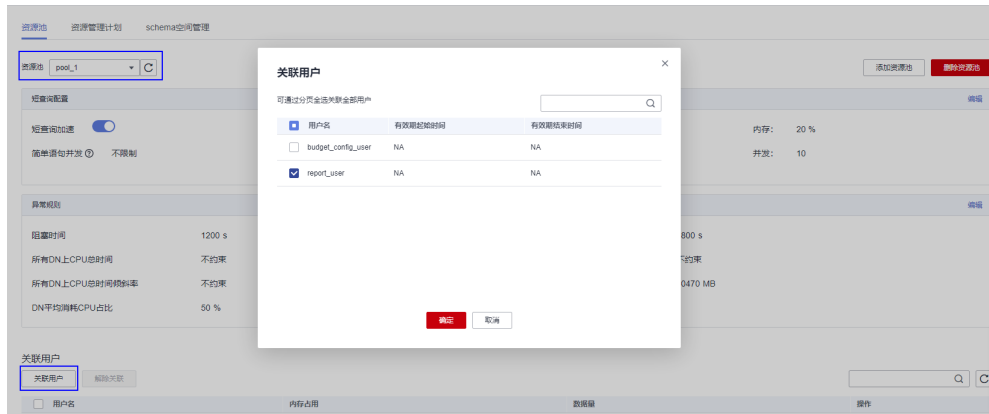 资源池 资源管理计划 schema空间管理
资源池 pool_1
添加资源池 删除资源池
短查询配置
编辑
短查询加速
内存： 20 %
简单语句并发 不限制
并发： 10
异常规则
编辑
阻塞时间 1200 s
800 s
所有DN上CPU总时间 不约束
不约束
所有DN上CPU总时间倾斜率 不约束
0470 MB
DN平均消耗CPU占比 50 %
关联用户
可通过分页全选关联全部用户
用户名 有效期起始时间 有效期结束时间
budget_config_user NA NA
report_user NA NA
确定 取消
关联用户
关联用户 解除关联
用户名 内存占用 数据量 操作